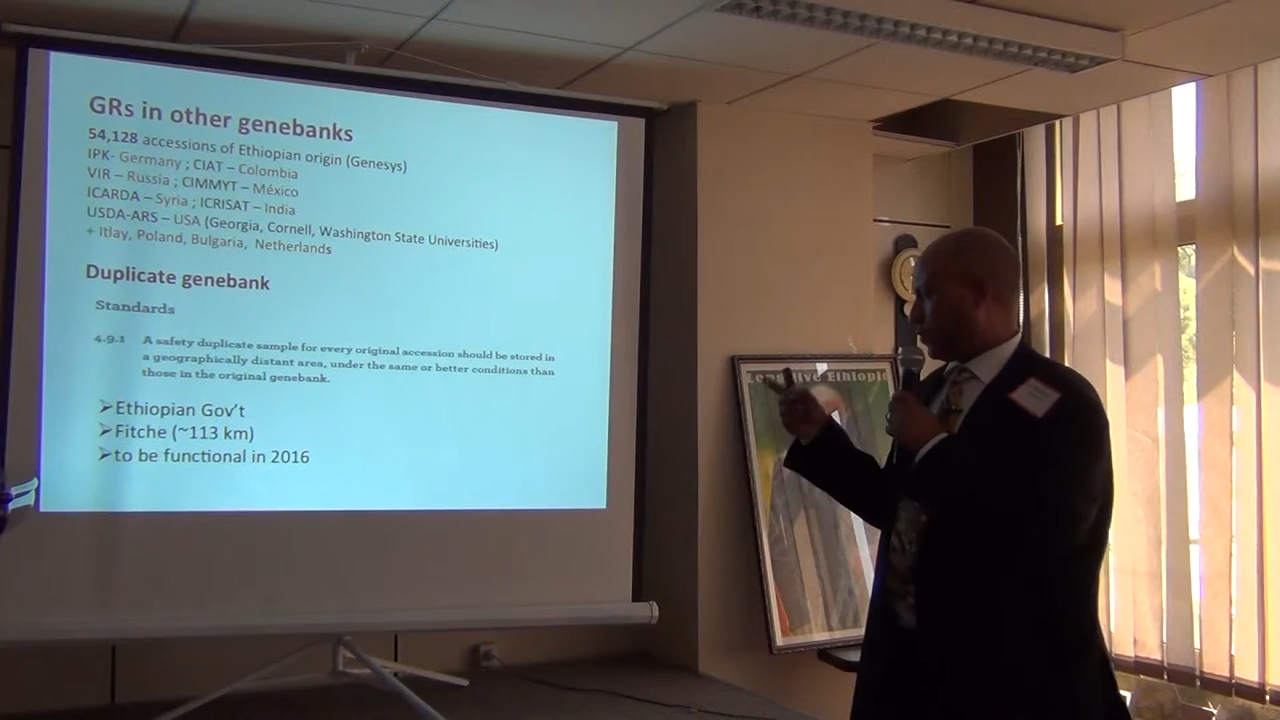 GRs in other genebanks
54,128 accessions of Ethiopian origin (Genesys)
IPK- Germany ; CIAT – Colombia
VIR – Russia ; CIMMYT – México
ICARDA – Syria ; ICRISAT – India
USDA-ARS – USA (Georgia, Cornell, Washington State Universities)
+ Itlay, Poland, Bulgaria, Netherlands
Duplicate genebank
Standards
4.9.1 A safety duplicate sample for every original accession should be stored in
a geographically distant area, under the same or better conditions than
those in the original genebank.
➢Ethiopian Gov't
➢Fitche (~113 km)
➢to be functional in 2016
Long live Ethiopia